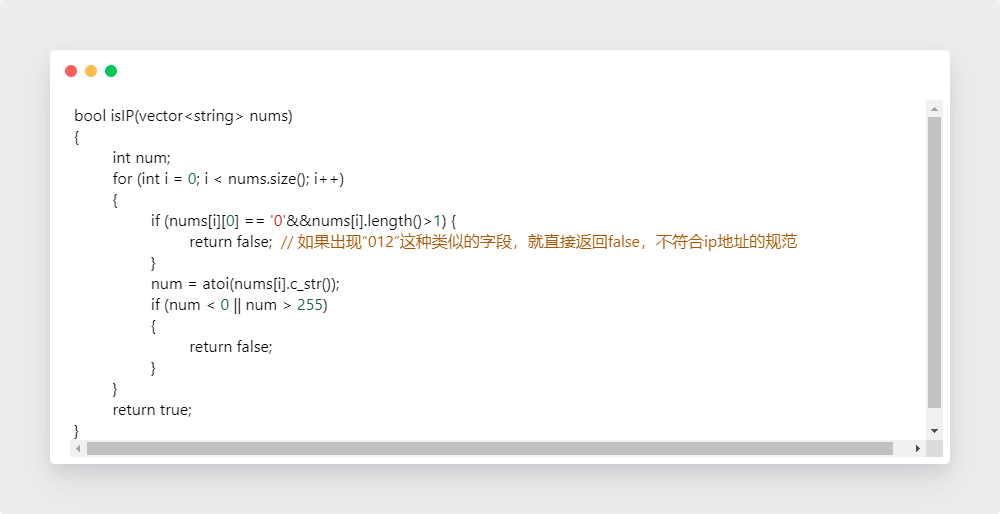 bool isIP(vector<string> nums)
{
int num;
for (int i = 0; i < nums.size(); i++)
{
if (nums[i][0] == '0'&&nums[i].length()>1) {
return false;  // 如果出现“012”这种类似的字段，就直接返回false，不符合ip地址的规范
}
num = atoi(nums[i].c_str());
if (num < 0 || num > 255)
{
return false;
}
}
return true;
}